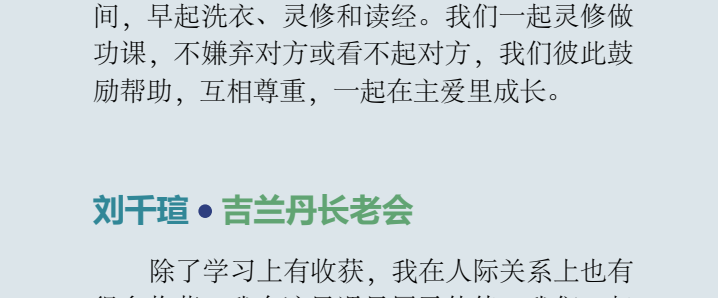 间，早起洗衣、灵修和读经。我们一起灵修做
功课，不嫌弃对方或看不起对方，我们彼此鼓
励帮助，互相尊重，一起在主爱里成长。
刘千瑄 • 吉兰丹长老会
除了学习上有收获，我在人际关系上也有